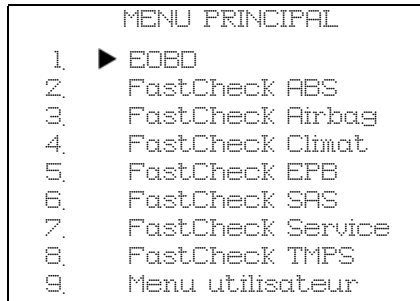 MENU PRINCIPAL
1. ▶ EOBD
2. FastCheck ABS
3. FastCheck Airbag
4. FastCheck Climat
5. FastCheck EPB
6. FastCheck SAS
7. FastCheck Service
8. FastCheck TMPS
9. Menu utilisateur